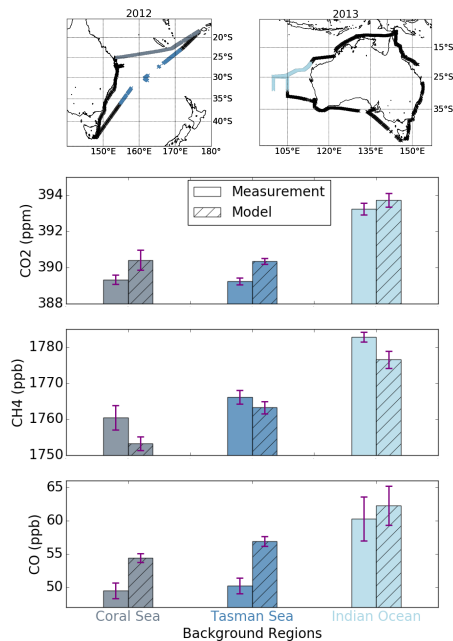 2012
2013
20°S
25°S
30°S
35°S
40°S
150°E 160°E 170°E 180°
15°S
25°S
35°S
105°E 120°E 135°E 150°E
394
392
390
388
CO2 (ppm)
Measurement
Model
1780
1770
1760
1750
CH4 (ppb)
65
60
55
50
CO (ppb)
Coral Sea Tasman Sea Indian Ocean
Background Regions